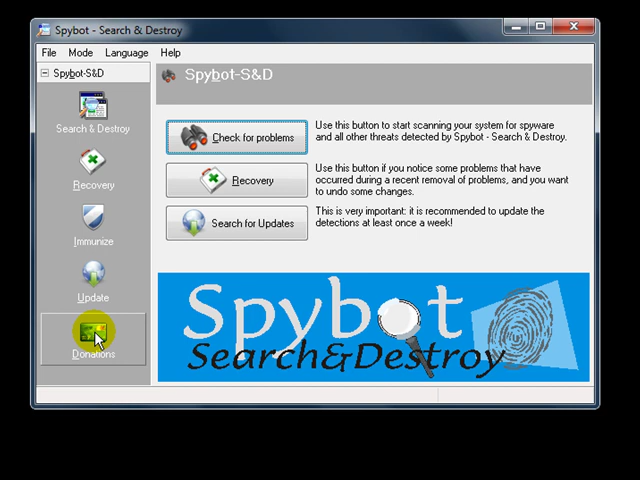 Spybot - Search & Destroy
File Mode Language Help
Spybot-S&D
Search & Destroy
Recovery
Immunize
Update
Donations
Spybot-S&D
Check for problems
Use this button to start scanning your system for spyware
and all other threats detected by Spybot - Search & Destroy.
Recovery
Use this button if you notice some problems that have
occurred during a recent removal of problems, and you want
to undo some changes.
Search for Updates
This is very important: it is recommended to update the
detections at least once a week!
Spybot
Search&Destroy